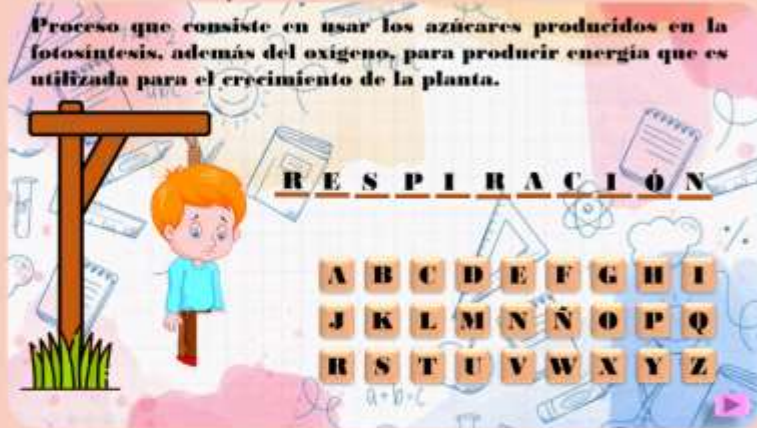 Proceso que consiste en usar los azúcares producidos en la
fotosíntesis, además del oxígeno, para producir energía que es
utilizada para el crecimiento de la planta.
R E S P I R A C I Ó N
A B C D E F G H I
J K L M N Ñ O P Q
R S T U V W X Y Z
a+b=c